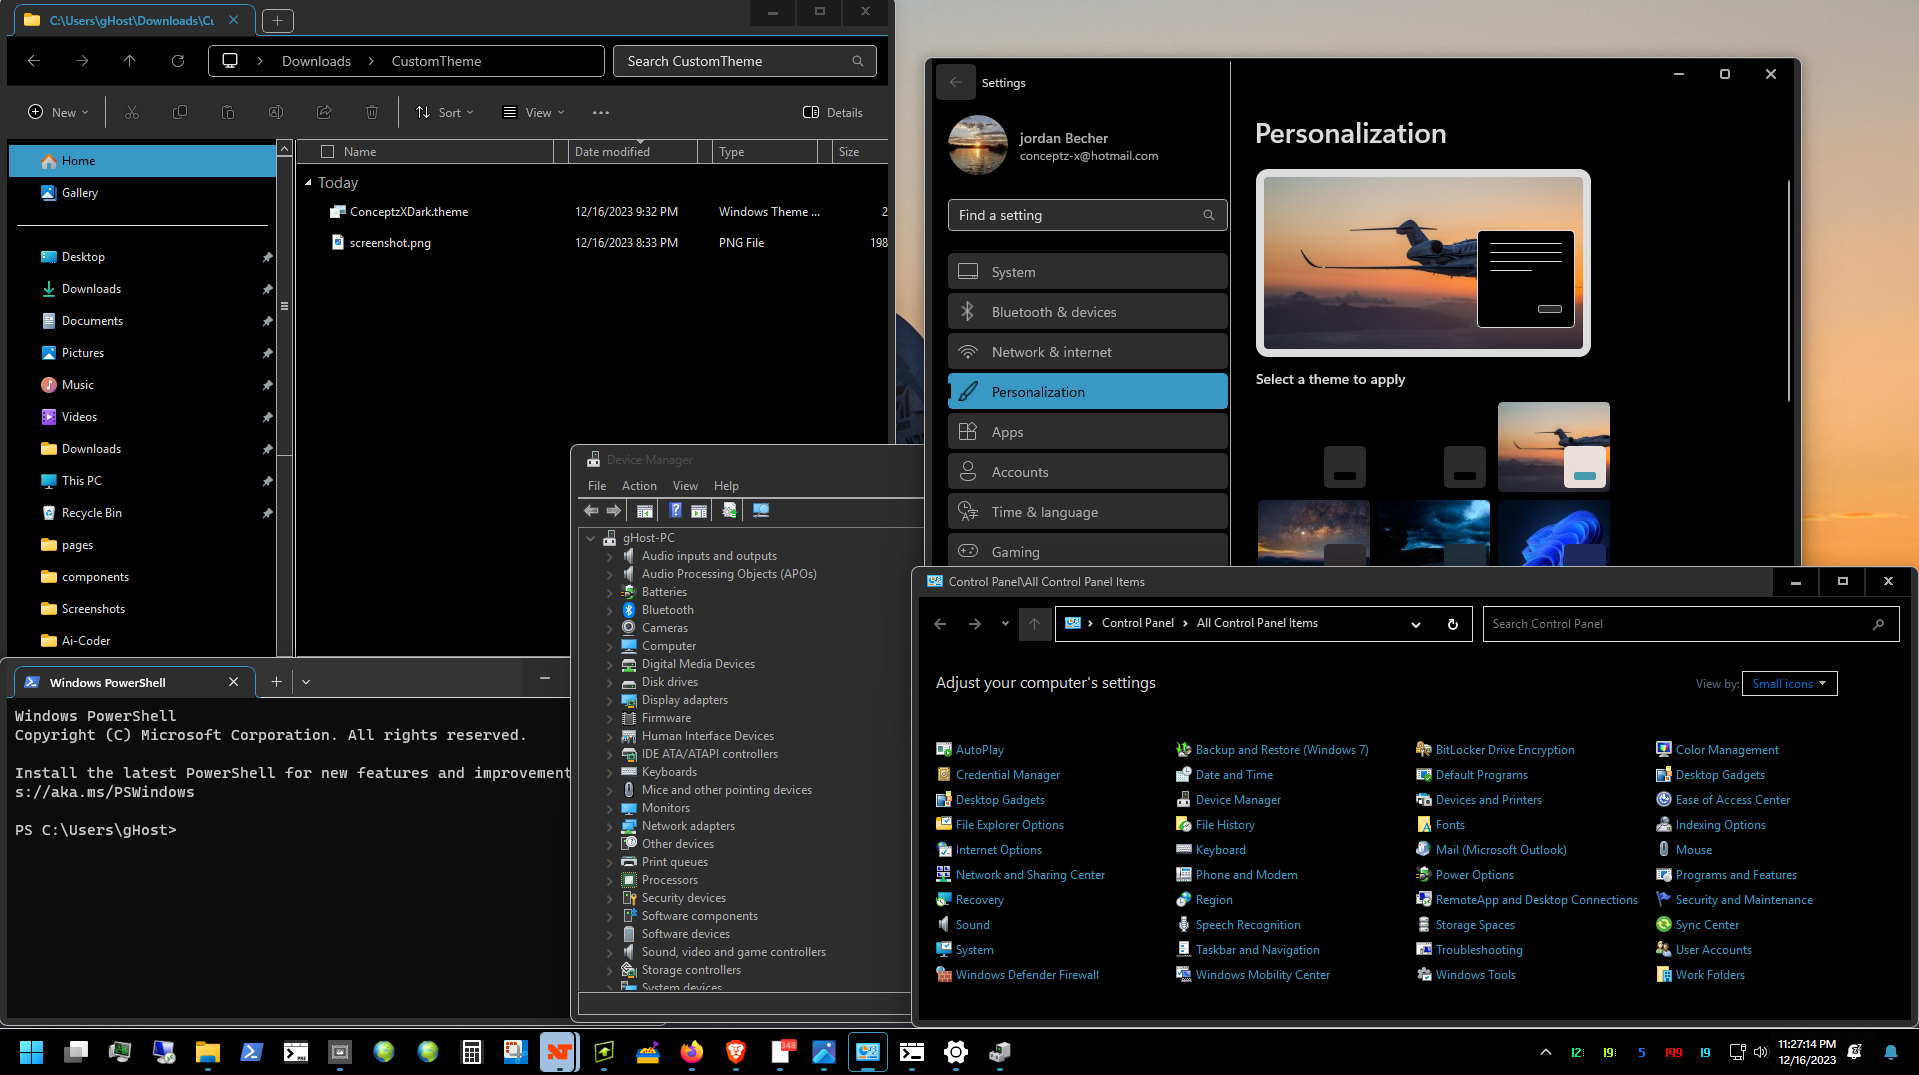 C:\Users\gHost\Downloads\Cu
Downloads > CustomTheme
Search CustomTheme
New
Sort
View
Details
Home
Gallery
Desktop
Downloads
Documents
Pictures
Music
Videos
Downloads
This PC
Recycle Bin
pages
components
Screenshots
Ai-Coder
Name Date modified Type Size
Today
ConceptzXDark.theme 12/16/2023 9:32 PM Windows Theme ... 2
screenshot.png 12/16/2023 8:33 PM PNG File 198
Settings
jordan Becher
conceptz-x@hotmail.com
Find a setting
System
Bluetooth & devices
Network & internet
Personalization
Apps
Accounts
Time & language
Gaming
Personalization
Select a theme to apply
Windows PowerShell
Windows PowerShell
Copyright (C) Microsoft Corporation. All rights reserved.
Install the latest PowerShell for new features and improvement
s://aka.ms/PSWindows
PS C:\Users\gHost>
Device Manager
File Action View Help
gHost-PC
Audio inputs and outputs
Audio Processing Objects (APOs)
Batteries
Bluetooth
Cameras
Computer
Digital Media Devices
Disk drives
Display adapters
Firmware
Human Interface Devices
IDE ATA/ATAPI controllers
Keyboards
Mice and other pointing devices
Monitors
Network adapters
Other devices
Print queues
Processors
Security devices
Software components
Software devices
Sound, video and game controllers
Storage controllers
System devices
Control Panel\All Control Panel Items
Control Panel > All Control Panel Items
Search Control Panel
Adjust your computer's settings
View by: Small icons
AutoPlay Backup and Restore (Windows 7) BitLocker Drive Encryption Color Management
Credential Manager Date and Time Default Programs Desktop Gadgets
Desktop Gadgets Device Manager Devices and Printers Ease of Access Center
File Explorer Options File History Fonts Indexing Options
Internet Options Keyboard Mail (Microsoft Outlook) Mouse
Network and Sharing Center Phone and Modem Power Options Programs and Features
Recovery Region RemoteApp and Desktop Connections Security and Maintenance
Sound Speech Recognition Storage Spaces Sync Center
System Taskbar and Navigation Troubleshooting User Accounts
Windows Defender Firewall Windows Mobility Center Windows Tools Work Folders
PRE
348
5 149 19
11:27:14 PM
12/16/2023